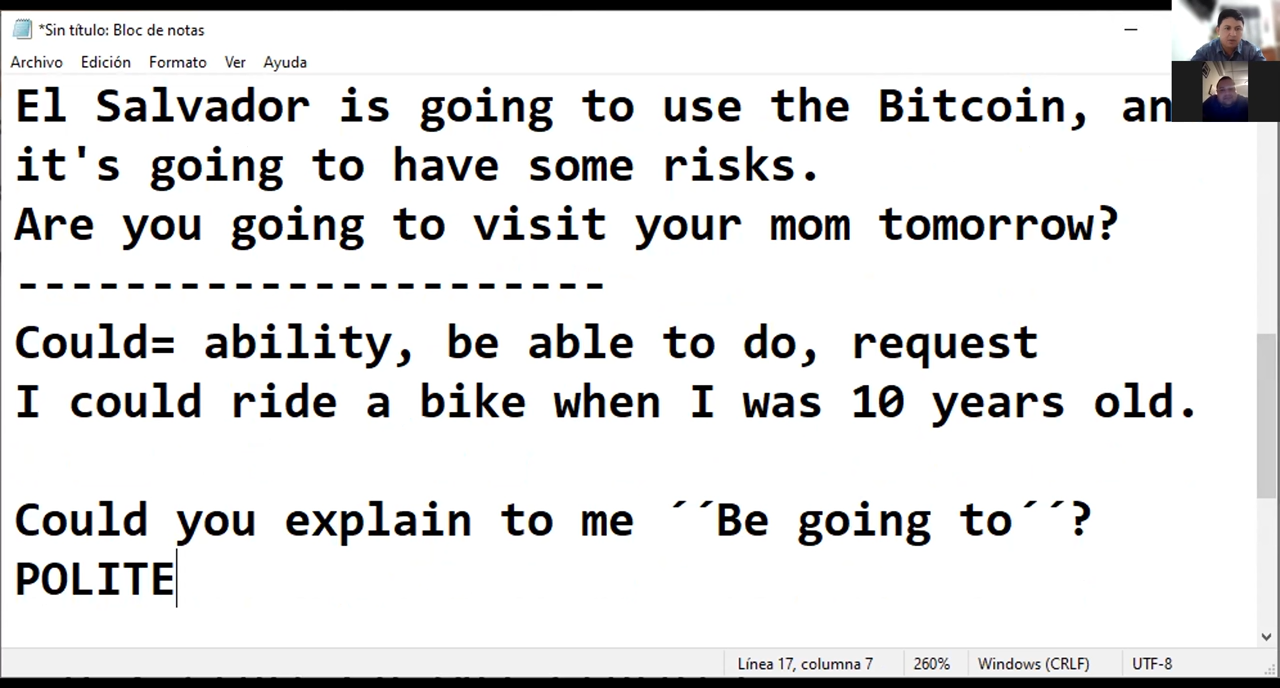 *Sin título: Bloc de notas
Archivo Edición Formato Ver Ayuda
El Salvador is going to use the Bitcoin, an
it's going to have some risks.
Are you going to visit your mom tomorrow?
----------------------
Could= ability, be able to do, request
I could ride a bike when I was 10 years old.
Could you explain to me ´´Be going to´´?
POLITE
Línea 17, columna 7 260% Windows (CRLF) UTF-8